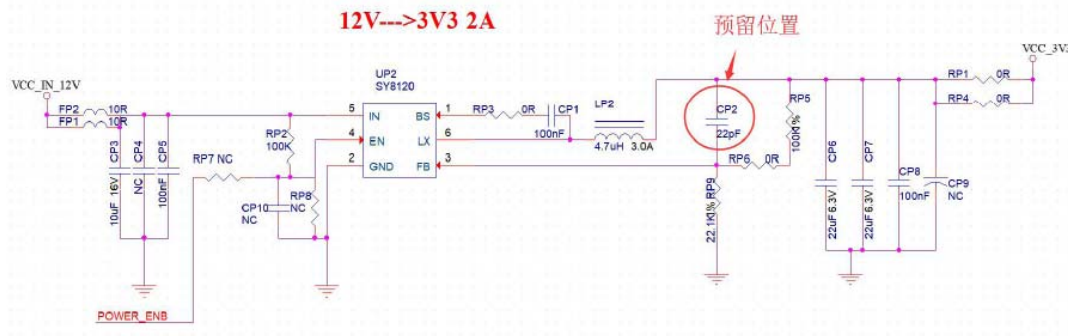 12V--->3V3 2A
预留位置
VCC_3V3
VCC_IN_12V
UP2
SY8120
RP1 0R
RP4 0R
FP2 10R
FP1 10R
5 IN
BS 1
RP3 0R
CP1
100nF
LP2
4.7uH 3.0A
CP2
22pF
RP5
100K1%
4 EN
LX 6
2 GND
FB 3
RP2
100K
RP7 NC
RP6 0R
CP3
10uF 16V
CP4
NC
CP5
100nF
CP10
NC
RP8
NC
RP9
22.1K1%
CP6
22uF 6.3V
CP7
22uF 6.3V
CP8
100nF
CP9
NC
POWER_ENB